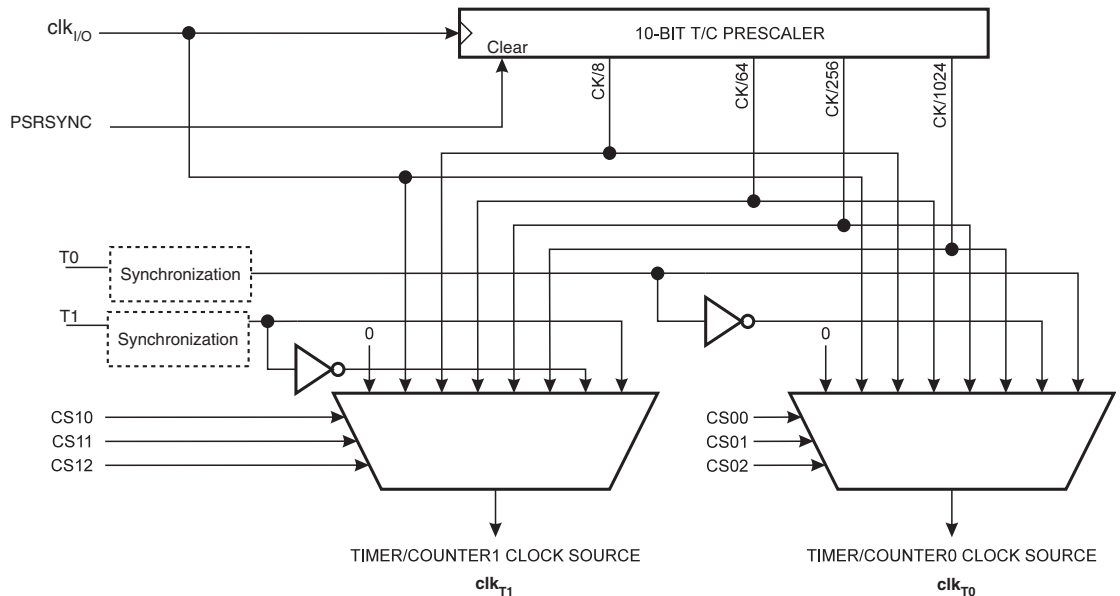 clkI/O
10-BIT T/C PRESCALER
Clear
CK/8
CK/64
CK/256
CK/1024
PSRSYNC
T0
Synchronization
T1
Synchronization
0
0
CS10
CS11
CS12
CS00
CS01
CS02
TIMER/COUNTER1 CLOCK SOURCE
clkT1
TIMER/COUNTER0 CLOCK SOURCE
clkT0